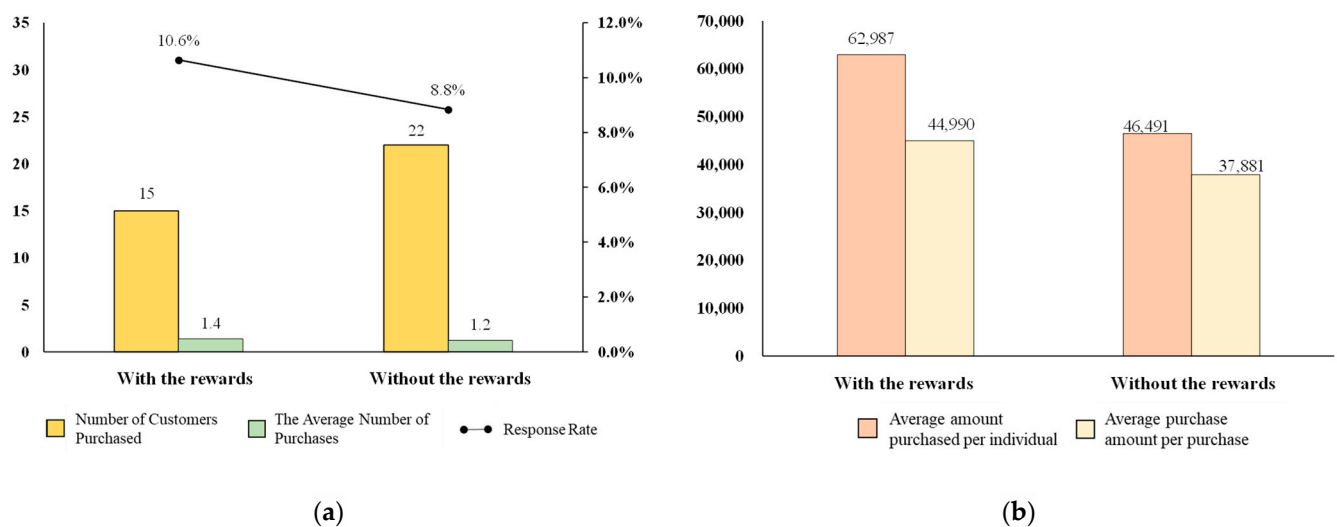 35
30
25
20
15
10
5
0
12.0%
10.0%
8.0%
6.0%
4.0%
2.0%
0.0%
10.6%
8.8%
15
1.4
22
1.2
With the rewards
Without the rewards
Number of Customers
Purchased
The Average Number of
Purchases
Response Rate
(a)
70,000
60,000
50,000
40,000
30,000
20,000
10,000
0
62,987
44,990
46,491
37,881
With the rewards
Without the rewards
Average amount
purchased per individual
Average purchase
amount per purchase
(b)